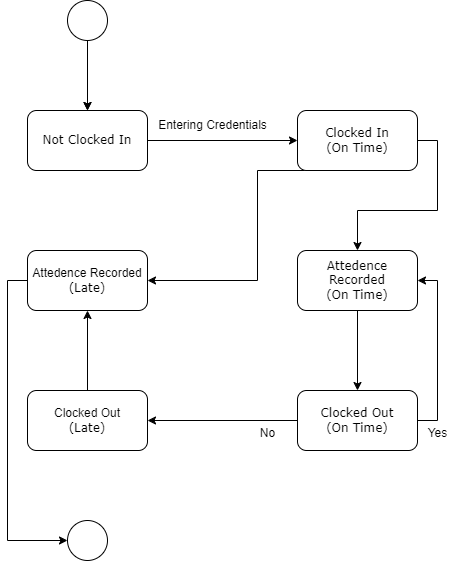 Entering Credentials
Not Clocked In
Clocked In
(On Time)
Attedence Recorded
(Late)
Attedence
Recorded
(On Time)
Clocked Out
(Late)
Clocked Out
(On Time)
No
Yes